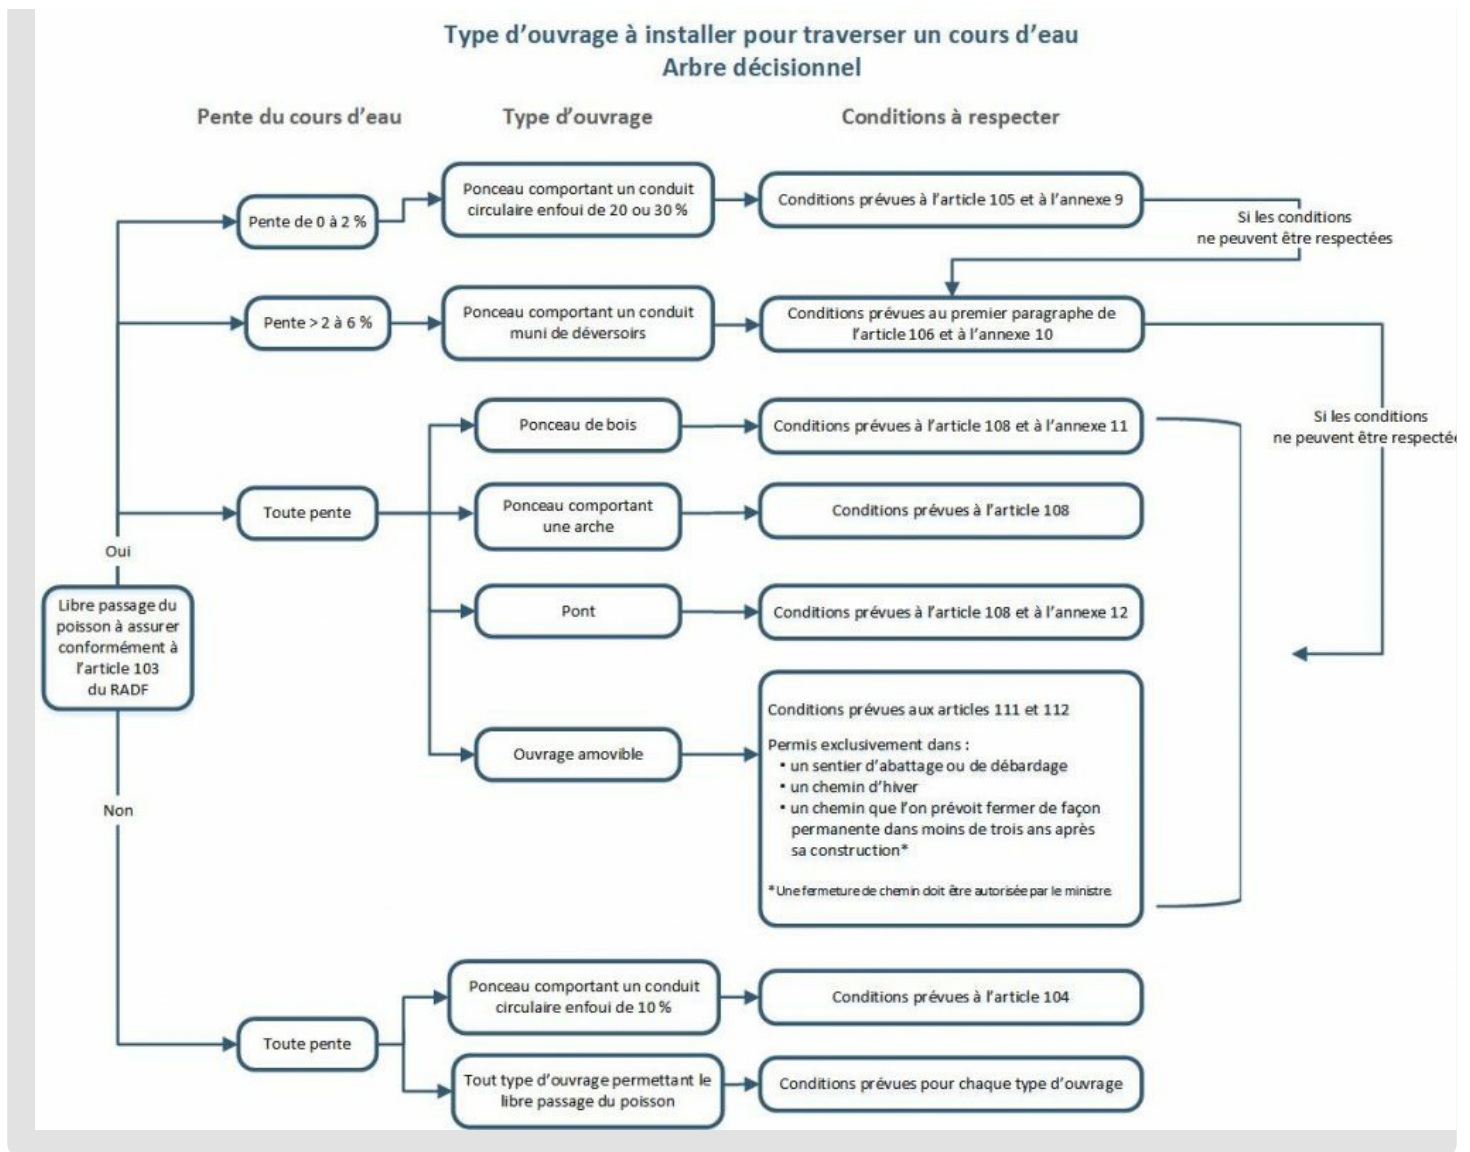 Type d’ouvrage à installer pour traverser un cours d’eau
Arbre décisionnel
Pente du cours d’eau
Type d’ouvrage
Conditions à respecter
Pente de 0 à 2 %
Ponceau comportant un conduit
circulaire enfoui de 20 ou 30 %
Conditions prévues à l’article 105 et à l’annexe 9
Si les conditions
ne peuvent être respectées
Pente > 2 à 6 %
Ponceau comportant un conduit
muni de déversoirs
Conditions prévues au premier paragraphe de
l’article 106 et à l’annexe 10
Si les conditions
ne peuvent être respectée
Toute pente
Ponceau de bois
Conditions prévues à l’article 108 et à l’annexe 11
Ponceau comportant
une arche
Conditions prévues à l’article 108
Oui
Libre passage du
poisson à assurer
conformément à
l’article 103
du RADF
Pont
Conditions prévues à l’article 108 et à l’annexe 12
Ouvrage amovible
Conditions prévues aux articles 111 et 112
Permis exclusivement dans :
• un sentier d’abattage ou de débardage
• un chemin d’hiver
• un chemin que l’on prévoit fermer de façon
permanente dans moins de trois ans après
sa construction*
*Une fermeture de chemin doit être autorisée par le ministre.
Non
Toute pente
Ponceau comportant un conduit
circulaire enfoui de 10 %
Conditions prévues à l’article 104
Tout type d’ouvrage permettant le
libre passage du poisson
Conditions prévues pour chaque type d’ouvrage